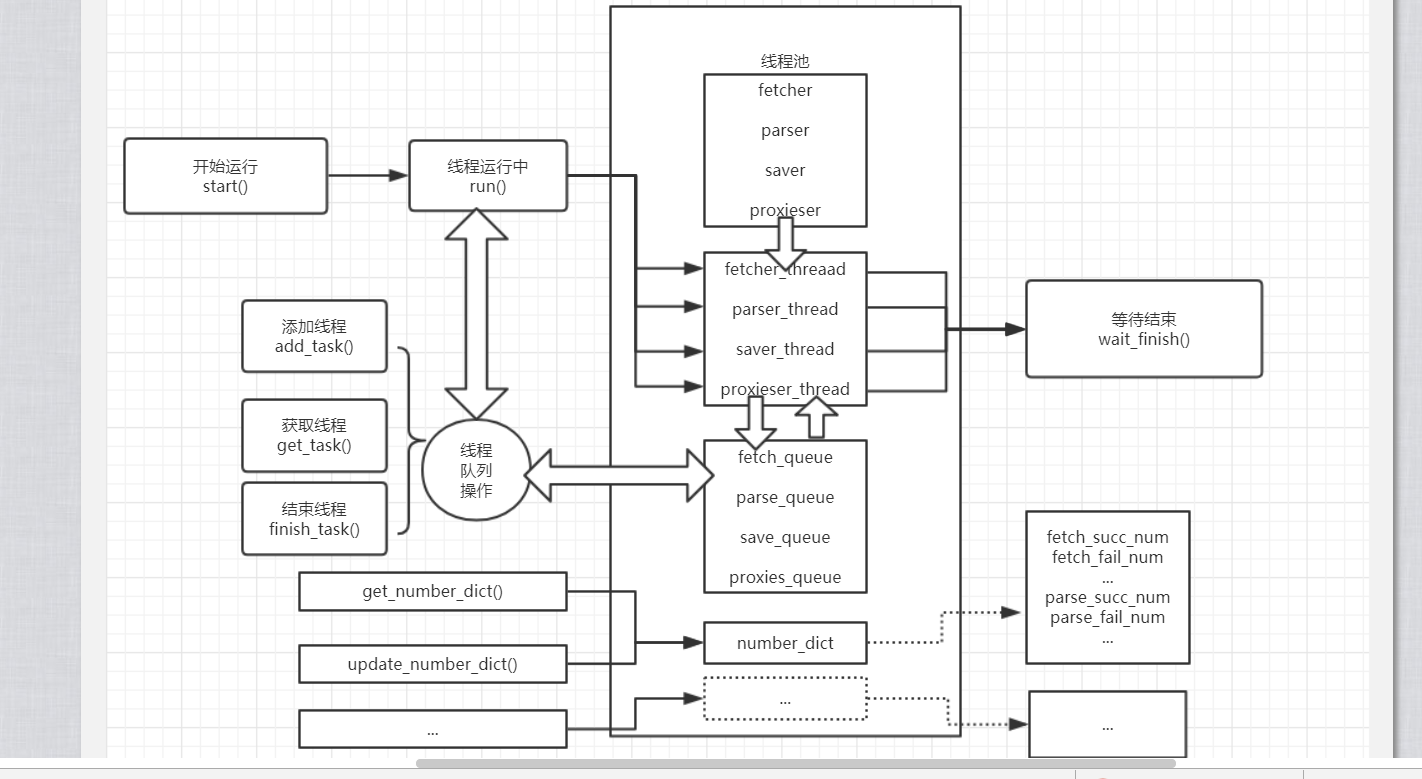 线程池
fetcher
parser
saver
proxieser
开始运行
start()
线程运行中
run()
fetcher_threaad
parser_thread
saver_thread
proxieser_thread
等待结束
wait_finish()
添加线程
add_task()
获取线程
get_task()
结束线程
finish_task()
线程
队列
操作
fetch_queue
parse_queue
save_queue
proxies_queue
get_number_dict()
update_number_dict()
...
number_dict
...
fetch_succ_num
fetch_fail_num
...
parse_succ_num
parse_fail_num
...
...